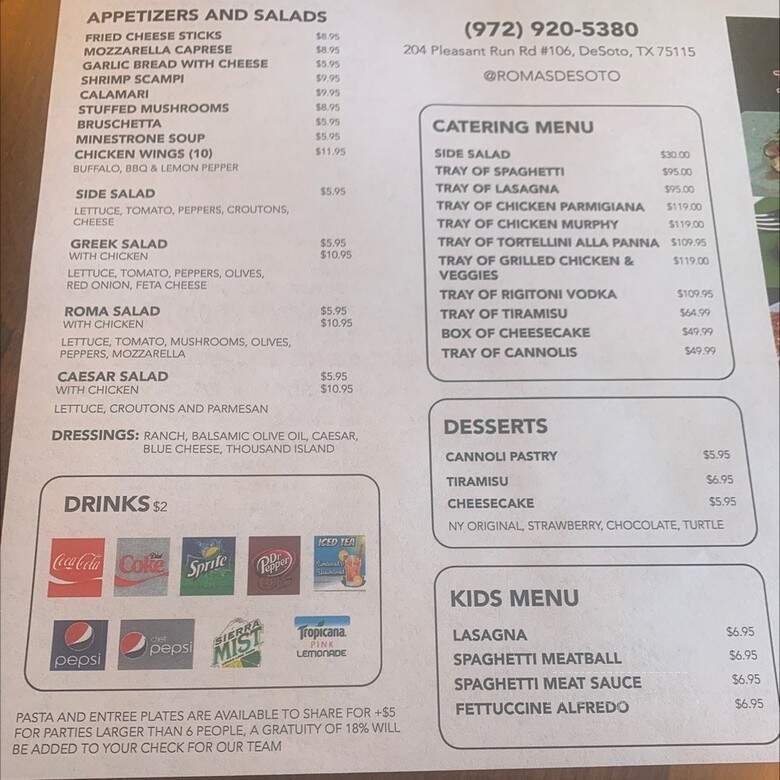 APPETIZERS AND SALADS
FRIED CHEESE STICKS $8.95
MOZZARELLA CAPRESE $8.95
GARLIC BREAD WITH CHEESE $5.95
SHRIMP SCAMPI $9.95
CALAMARI $9.95
STUFFED MUSHROOMS $8.95
BRUSCHETTA $5.95
MINESTRONE SOUP $5.95
CHICKEN WINGS (10) $11.95
BUFFALO, BBQ & LEMON PEPPER
SIDE SALAD $5.95
LETTUCE, TOMATO, PEPPERS, CROUTONS,
CHEESE
GREEK SALAD $5.95
WITH CHICKEN $10.95
LETTUCE, TOMATO, PEPPERS, OLIVES,
RED ONION, FETA CHEESE
ROMA SALAD $5.95
WITH CHICKEN $10.95
LETTUCE, TOMATO, MUSHROOMS, OLIVES,
PEPPERS, MOZZARELLA
CAESAR SALAD $5.95
WITH CHICKEN $10.95
LETTUCE, CROUTONS AND PARMESAN
DRESSINGS: RANCH, BALSAMIC OLIVE OIL, CAESAR,
BLUE CHEESE, THOUSAND ISLAND
DRINKS $2
Coca-Cola
Diet Coke
Sprite
Dr Pepper
ICED TEA
pepsi
diet pepsi
SIERRA MIST
Tropicana
PINK
LEMONADE
PASTA AND ENTREE PLATES ARE AVAILABLE TO SHARE FOR +$5
FOR PARTIES LARGER THAN 6 PEOPLE, A GRATUITY OF 18% WILL
BE ADDED TO YOUR CHECK FOR OUR TEAM
(972) 920-5380
204 Pleasant Run Rd #106, DeSoto, TX 75115
@ROMASDESOTO
CATERING MENU
SIDE SALAD $30.00
TRAY OF SPAGHETTI $95.00
TRAY OF LASAGNA $95.00
TRAY OF CHICKEN PARMIGIANA $119.00
TRAY OF CHICKEN MURPHY $119.00
TRAY OF TORTELLINI ALLA PANNA $109.95
TRAY OF GRILLED CHICKEN & $119.00
VEGGIES
TRAY OF RIGITONI VODKA $109.95
TRAY OF TIRAMISU $64.99
BOX OF CHEESECAKE $49.99
TRAY OF CANNOLIS $49.99
DESSERTS
CANNOLI PASTRY $5.95
TIRAMISU $6.95
CHEESECAKE $5.95
NY ORIGINAL, STRAWBERRY, CHOCOLATE, TURTLE
KIDS MENU
LASAGNA $6.95
SPAGHETTI MEATBALL $6.95
SPAGHETTI MEAT SAUCE $6.95
FETTUCCINE ALFREDO $6.95